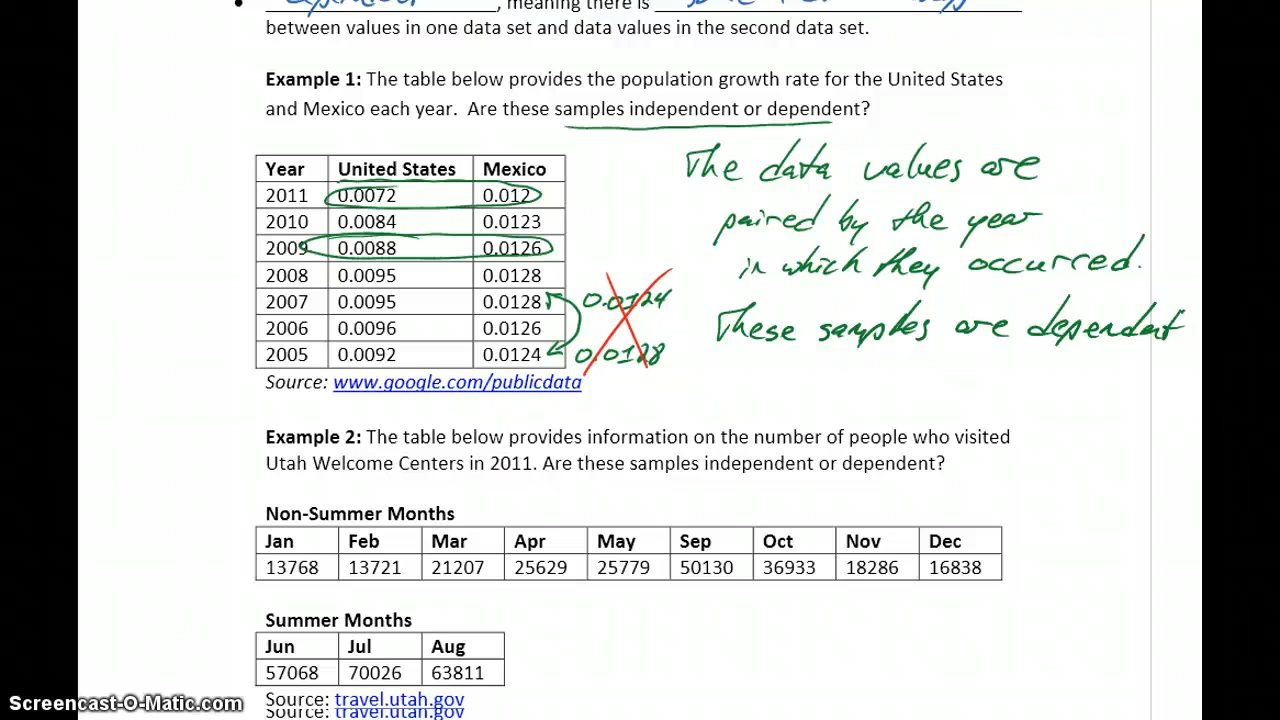 , meaning there is
between values in one data set and data values in the second data set.
Example 1: The table below provides the population growth rate for the United States
and Mexico each year. Are these samples independent or dependent?
Year United States Mexico
2011 0.0072 0.012
2010 0.0084 0.0123
2009 0.0088 0.0126
2008 0.0095 0.0128
2007 0.0095 0.0128 0.0124
2006 0.0096 0.0126
2005 0.0092 0.0124 0.0128
Source: www.google.com/publicdata
The data values are
paired by the year
in which they occurred.
These samples are dependent
Example 2: The table below provides information on the number of people who visited
Utah Welcome Centers in 2011. Are these samples independent or dependent?
Non-Summer Months
Jan Feb Mar Apr May Sep Oct Nov Dec
13768 13721 21207 25629 25779 50130 36933 18286 16838
Summer Months
Jun Jul Aug
57068 70026 63811
Source: travel.utah.gov
Source: travel.utah.gov
Screencast-O-Matic.com